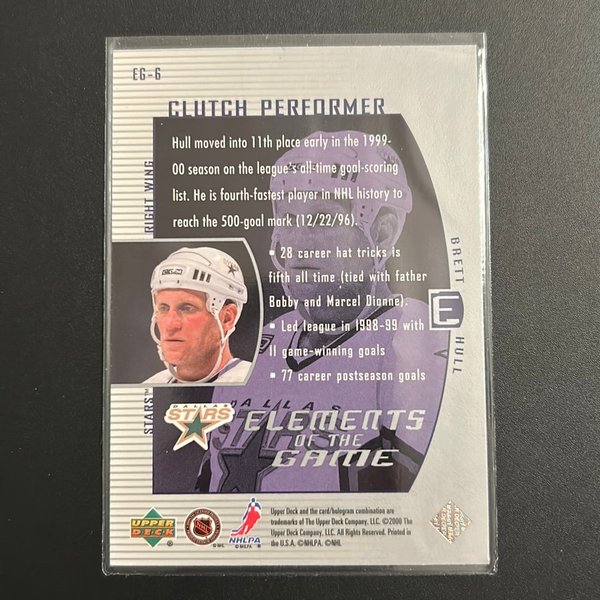 EG-6
CLUTCH PERFORMER
Hull moved into 11th place early in the 1999-
00 season on the league's all-time goal-scoring
list. He is fourth-fastest player in NHL history to
reach the 500-goal mark (12/22/96).
• 28 career hat tricks is
fifth all time (tied with father
Bobby and Marcel Dionne).
• Led league in 1998-99 with
11 game-winning goals
• 77 career postseason goals
RIGHT WING
STARS™
BRETT
E
HULL
DALLAS
STARS
DALLAS
ELEMENTS
OF THE
GAME
UPPER
DECK
®
NHL
NHLPA
Upper Deck and the card/hologram combination are
trademarks of The Upper Deck Company, LLC. ©2000 The
Upper Deck Company, LLC. All Rights Reserved. Printed in
the U.S.A. ©NHLPA. ©NHL